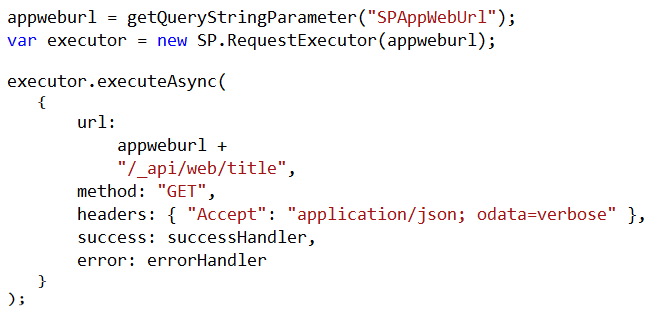 appweburl = getQueryStringParameter("SPAppWebUrl");
var executor = new SP.RequestExecutor(appweburl);
executor.executeAsync(
{
url:
appweburl +
"/_api/web/title",
method: "GET",
headers: { "Accept": "application/json; odata=verbose" },
success: successHandler,
error: errorHandler
}
);